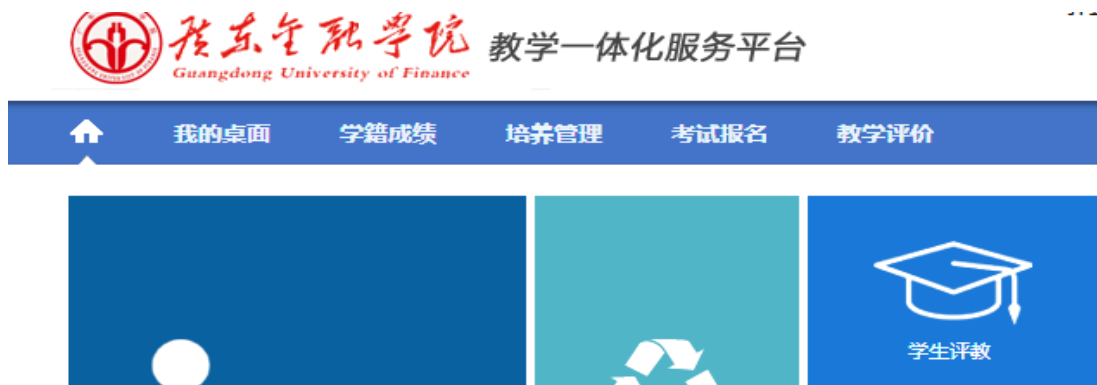 广东金融学院
Guangdong University of Finance
教学一体化服务平台
我的桌面 学籍成绩 培养管理 考试报名 教学评价
学生评教